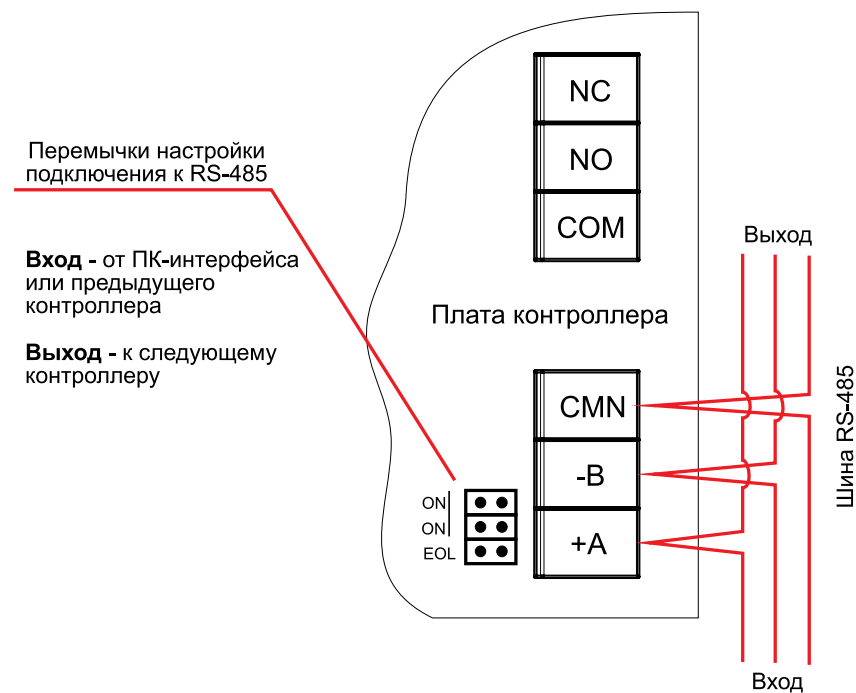 NC
NO
COM
Перемычки настройки
подключения к RS-485
Вход - от ПК-интерфейса
или предыдущего
контроллера
Выход - к следующему
контроллеру
Плата контроллера
Выход
CMN
-B
+A
ON
ON
EOL
Шина RS-485
Вход